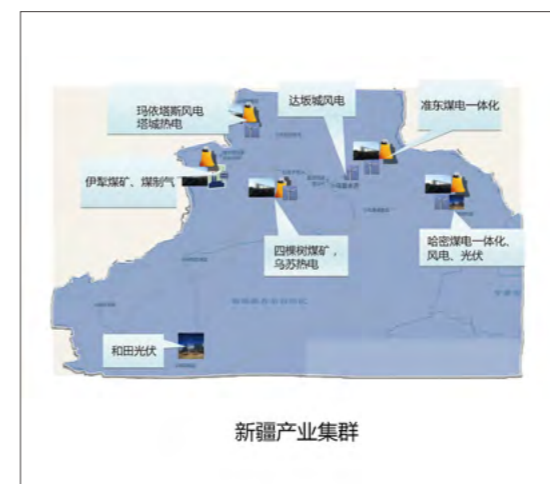 玛依塔斯风电
塔城热电
达坂城风电
准东煤电一体化
伊犁煤矿、煤制气
四棵树煤矿，
乌苏热电
哈密煤电一体化、
风电、光伏
和田光伏
新疆产业集群